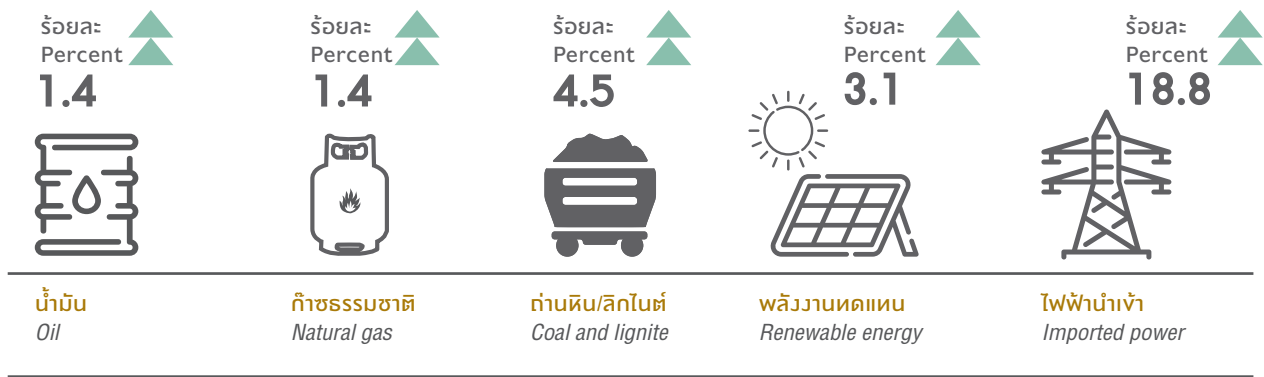 ร้อยละ
Percent
1.4
ร้อยละ
Percent
1.4
ร้อยละ
Percent
4.5
ร้อยละ
Percent
3.1
ร้อยละ
Percent
18.8
น้ำมัน
Oil
ก๊าซธรรมชาติ
Natural gas
ถ่านหิน/ลิกไนต์
Coal and lignite
พลังงานทดแทน
Renewable energy
ไฟฟ้านำเข้า
Imported power